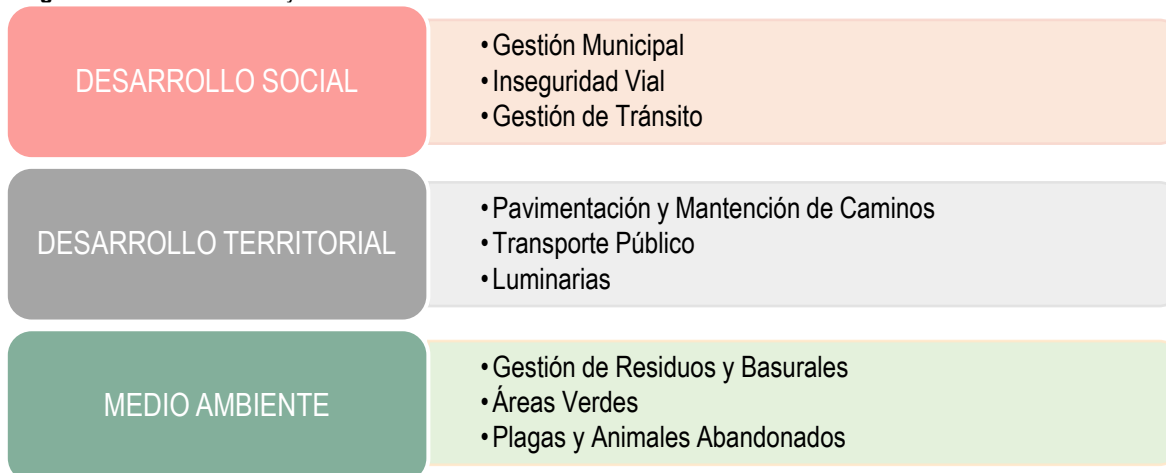 DESARROLLO SOCIAL
•Gestión Municipal
•Inseguridad Vial
•Gestión de Tránsito
DESARROLLO TERRITORIAL
•Pavimentación y Mantención de Caminos
•Transporte Público
•Luminarias
MEDIO AMBIENTE
•Gestión de Residuos y Basurales
•Áreas Verdes
•Plagas y Animales Abandonados